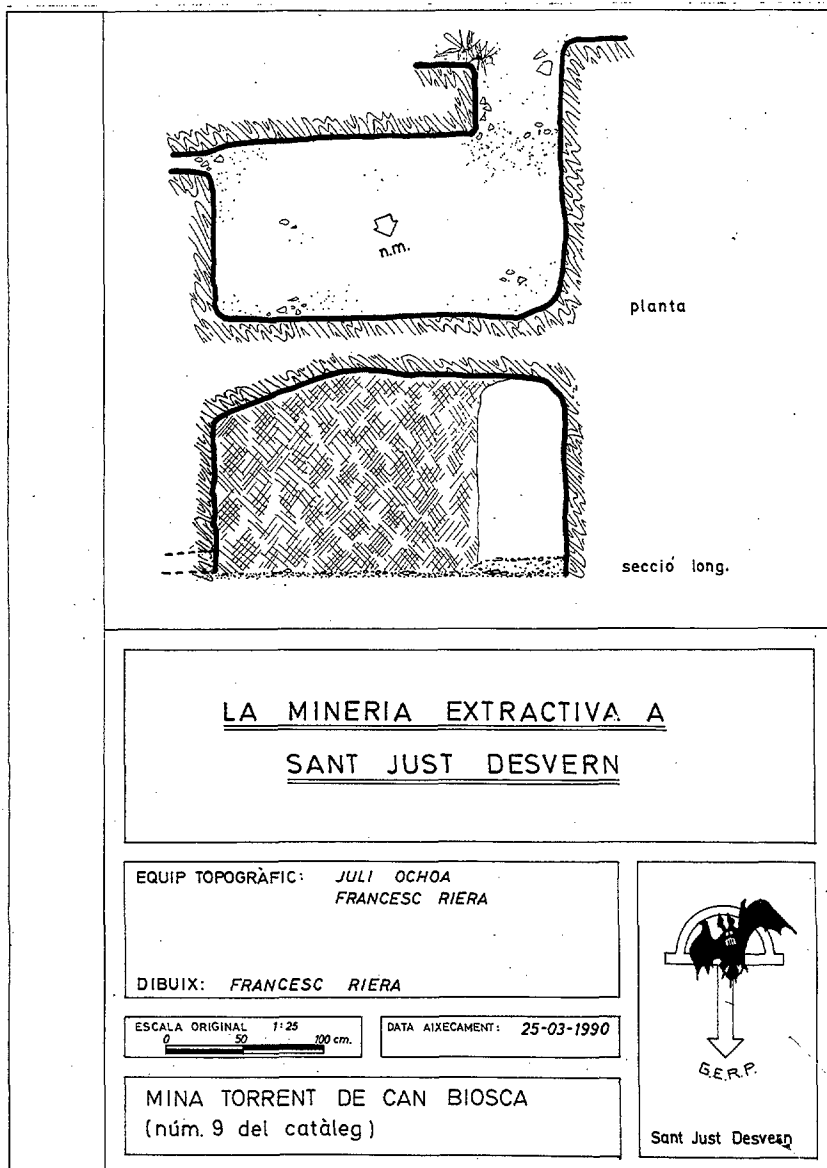 n.m.
planta
secció long.
LA MINERIA EXTRACTIVA A
SANT JUST DESVERN
EQUIP TOPOGRÀFIC: JULI OCHOA
FRANCESC RIERA
DIBUIX: FRANCESC RIERA
ESCALA ORIGINAL 1:25
0 50 100 cm.
DATA AIXECAMENT: 25-03-1990
MINA TORRENT DE CAN BIOSCA
(núm. 9 del catàleg)
G.E.R.P.
Sant Just Desvern